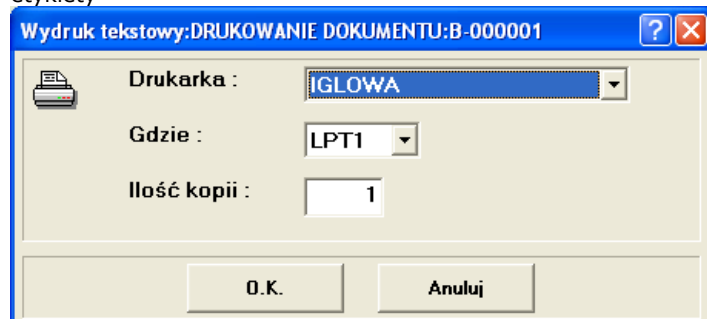 Wydruk tekstowy:DRUKOWANIE DOKUMENTU:B-000001
Drukarka : IGLOWA
Gdzie : LPT1
Ilość kopii : 1
O.K. Anuluj